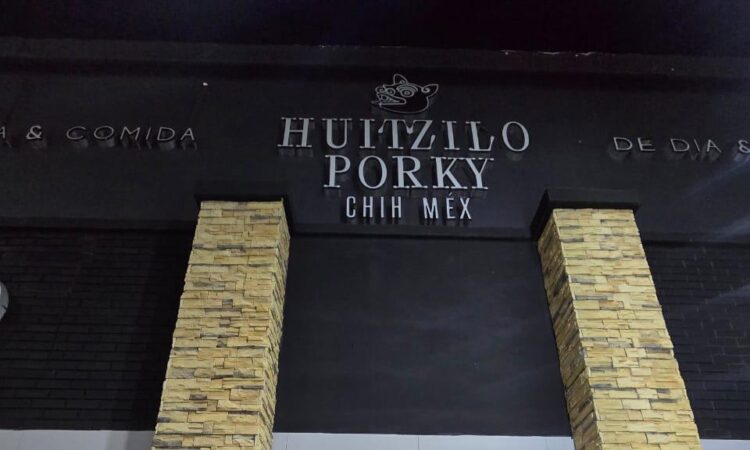 & COMIDA
HUITZILO
PORKY
CHIH MÉX
DE DIA &